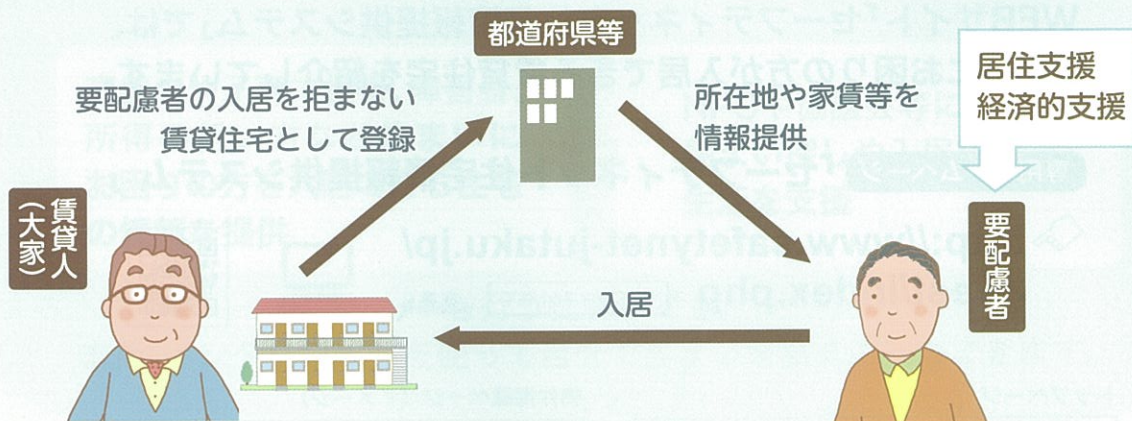 都道府県等
要配慮者の入居を拒まない
賃貸住宅として登録
所在地や家賃等を
情報提供
居住支援
経済的支援
賃貸人
（大家）
要配慮者
入居